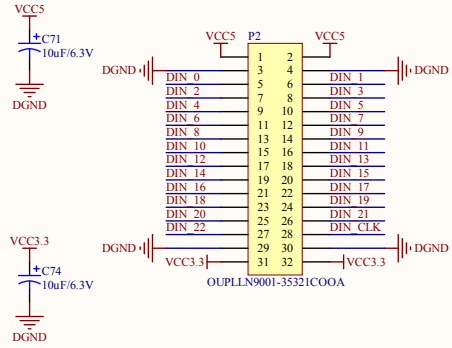 VCC5
C71
10uF/6.3V
DGND
VCC5 P2 VCC5
1 2
DGND 3 4 DGND
DIN_0 5 6 DIN_1
DIN_2 7 8 DIN_3
DIN_4 9 10 DIN_5
DIN_6 11 12 DIN_7
DIN_8 13 14 DIN_9
DIN_10 15 16 DIN_11
DIN_12 17 18 DIN_13
DIN_14 19 20 DIN_15
DIN_16 21 22 DIN_17
DIN_18 23 24 DIN_19
DIN_20 25 26 DIN_21
DIN_22 27 28 DIN_CLK
DGND 29 30 DGND
VCC3.3 31 32 VCC3.3
OUPLLN9001-35321COOA
VCC3.3
C74
10uF/6.3V
DGND